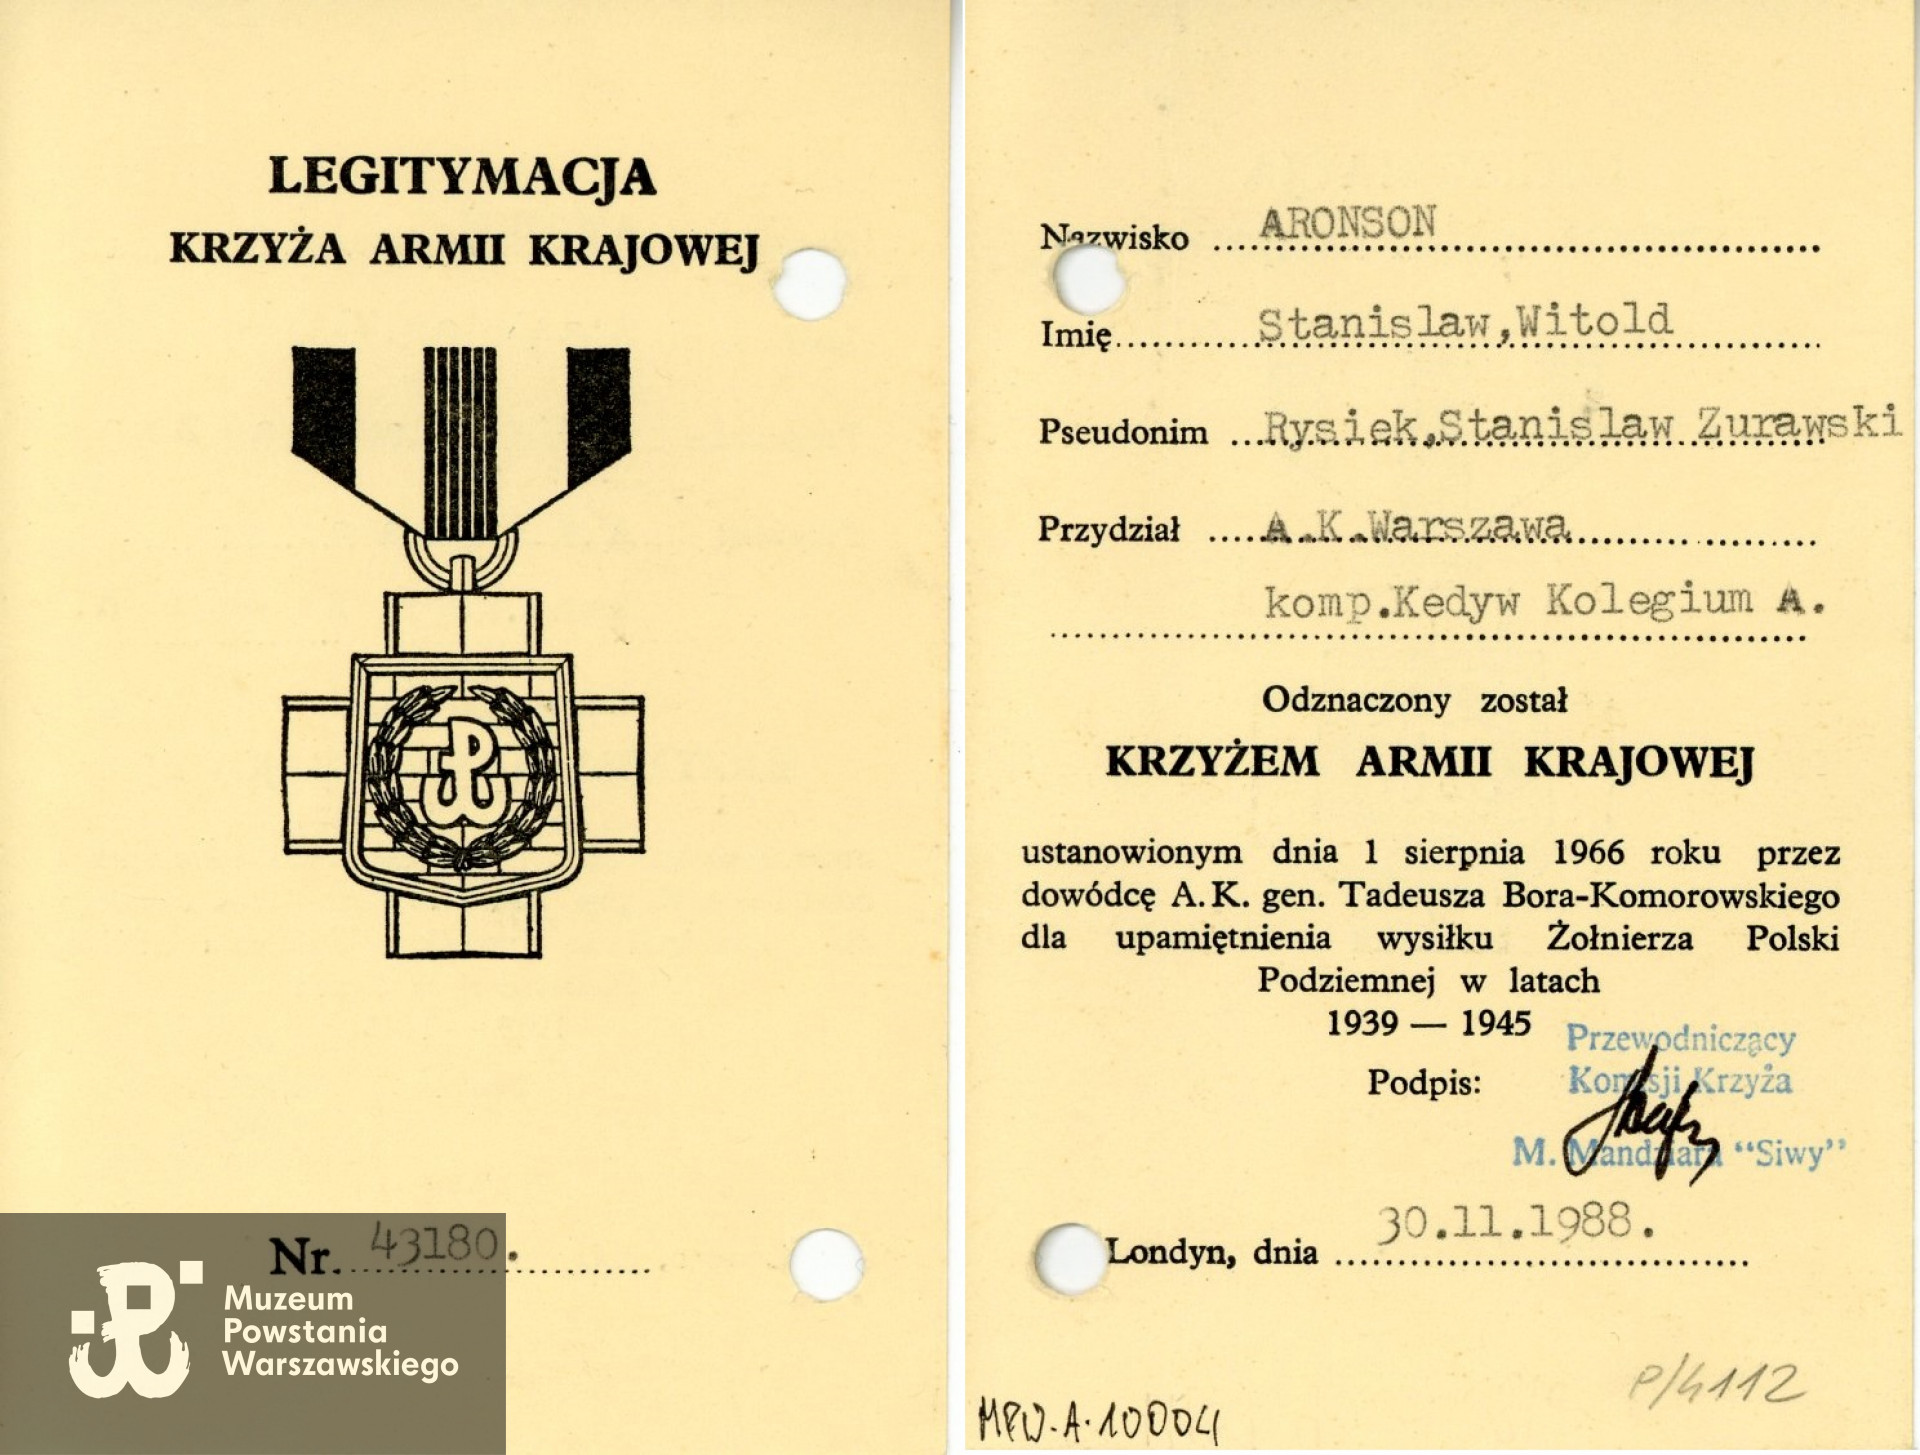 LEGITYMACJA
KRZYŻA ARMII KRAJOWEJ
Nr. 43180.
Muzeum
Powstania
Warszawskiego
Nazwisko ARONSON
Imię Stanislaw,Witold
Pseudonim Rysiek,Stanislaw Zurawski
Przydział A.K.Warszawa
komp.Kedyw Kolegium A.
Odznaczony został
KRZYŻEM ARMII KRAJOWEJ
ustanowionym dnia 1 sierpnia 1966 roku przez
dowódcę A.K. gen. Tadeusza Bora-Komorowskiego
dla upamiętnienia wysiłku Żołnierza Polski
Podziemnej w latach
1939 — 1945
Przewodniczący
Podpis: Komisji Krzyża
M. Mandziara "Siwy"
Londyn, dnia 30.11.1988.
P/4112
MPW.A.10004